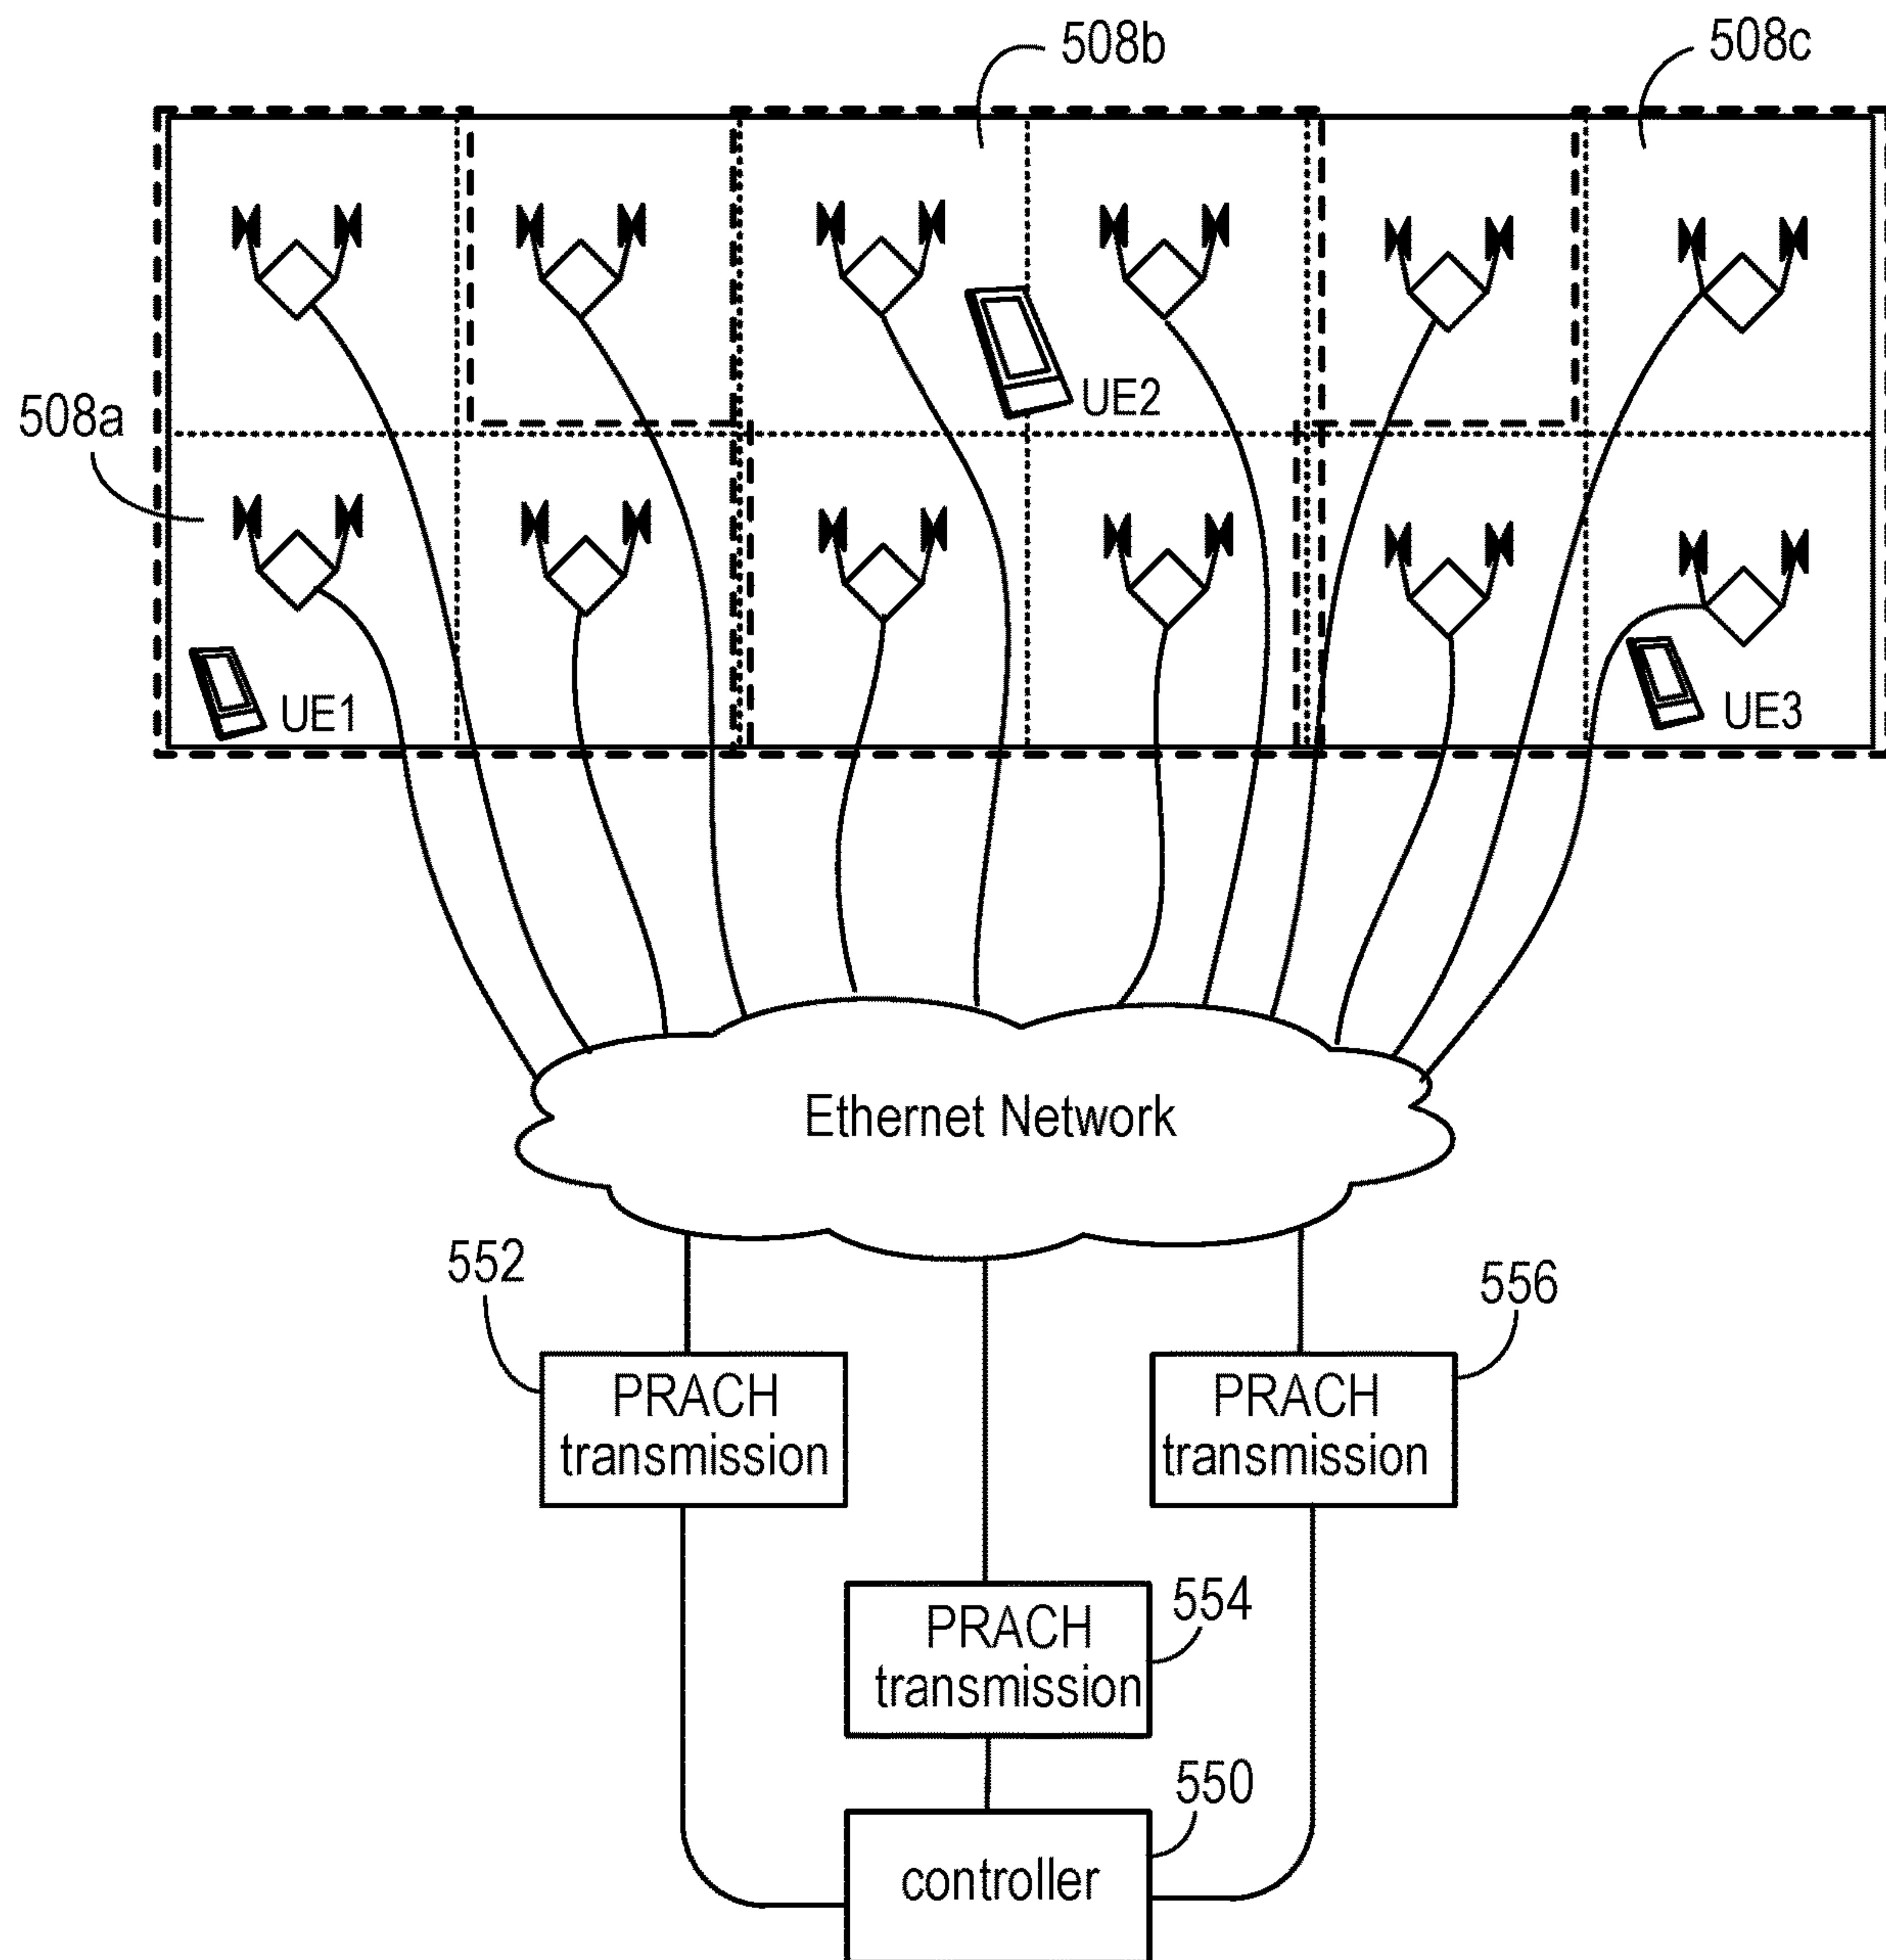 508b
508c
UE2
508a
UE1
UE3
Ethernet Network
552
556
PRACH
transmission
PRACH
transmission
554
PRACH
transmission
550
controller